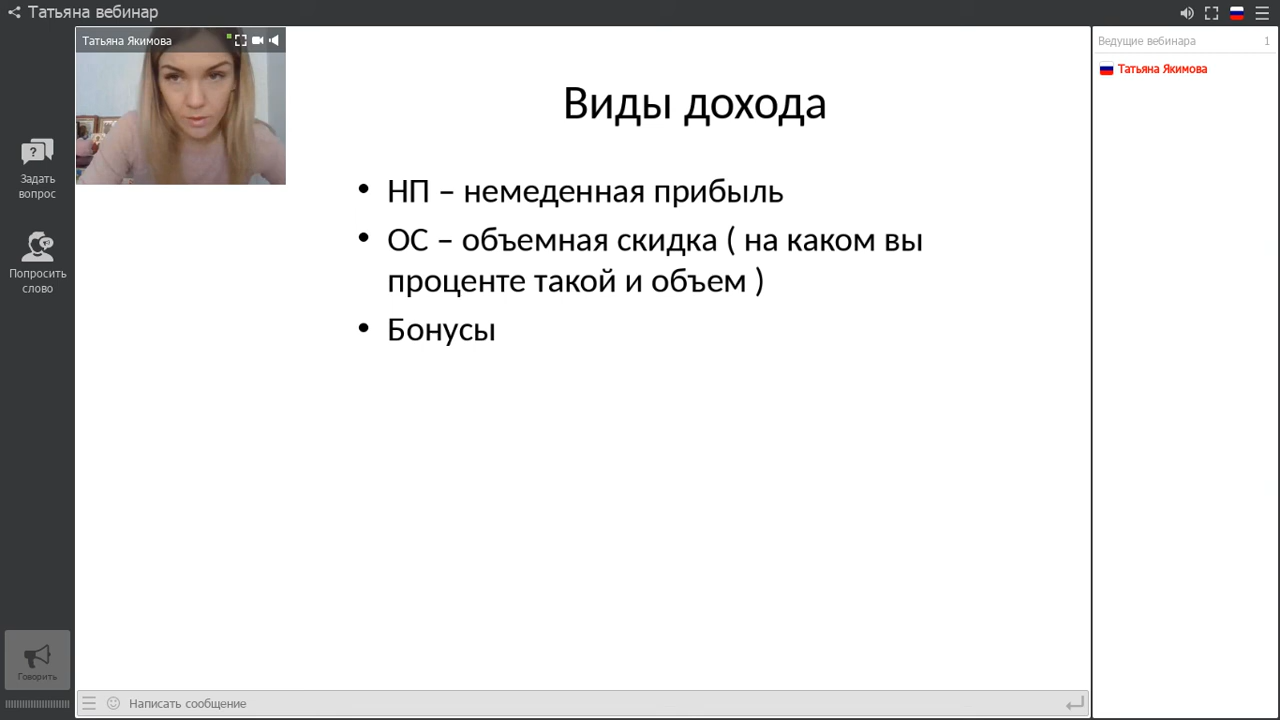 Татьяна вебинар
Татьяна Якимова
Ведущие вебинара 1
Татьяна Якимова
Задать
вопрос
Попросить
слово
Виды дохода
• НП – немеденная прибыль
• ОС – объемная скидка ( на каком вы
проценте такой и объем )
• Бонусы
Говорить
Написать сообщение